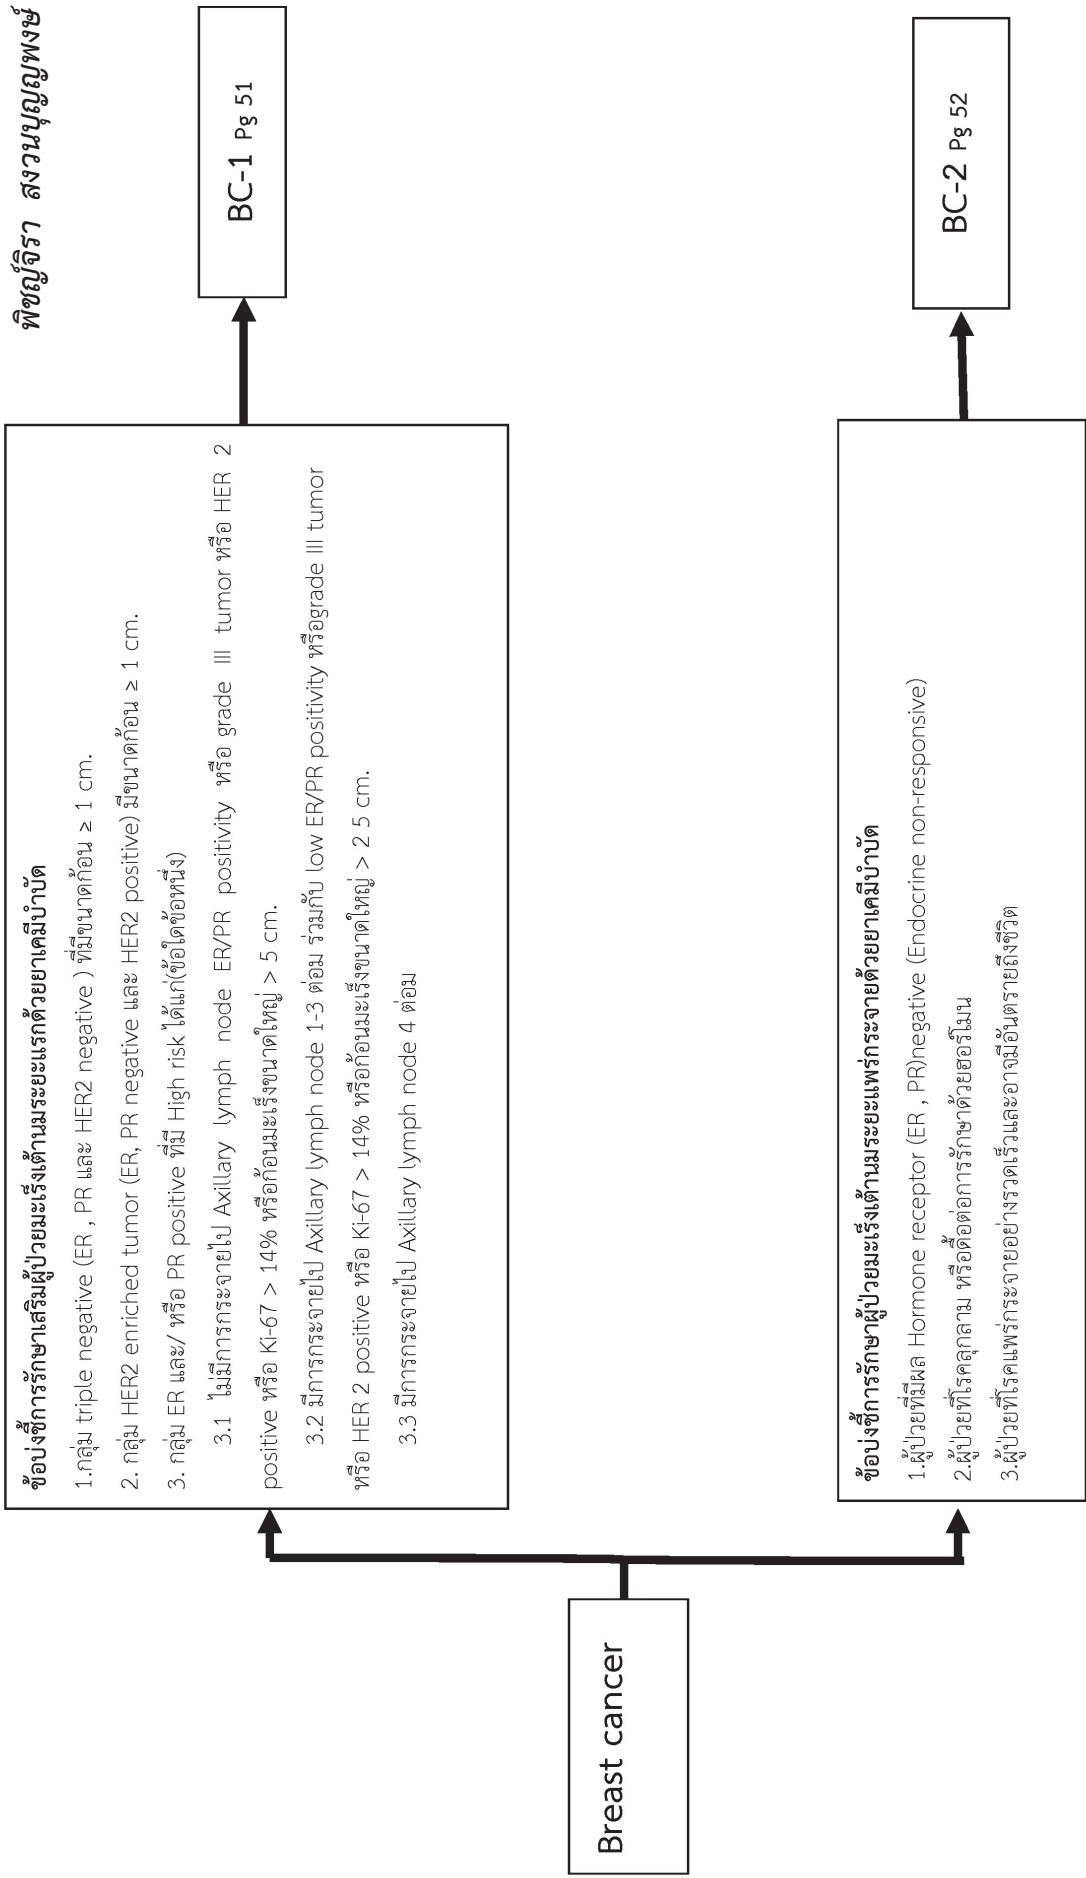 พิชญ์จิรา สงวนบุญญพงษ์
Breast cancer
ข้อบ่งชี้การรักษาเสริมผู้ป่วยมะเร็งเต้านมระยะแรกด้วยยาเคมีบำบัด
1.กลุ่ม triple negative (ER , PR และ HER2 negative ) ที่มีขนาดก้อน ≥ 1 cm.
2. กลุ่ม HER2 enriched tumor (ER, PR negative และ HER2 positive) มีขนาดก้อน ≥ 1 cm.
3. กลุ่ม ER และ/ หรือ PR positive ที่มี High risk ได้แก่(ข้อใดข้อหนึ่ง)
3.1 ไม่มีการกระจายไป Axillary lymph node ER/PR positivity หรือ grade III tumor หรือ HER 2
positive หรือ Ki-67 > 14% หรือก้อนมะเร็งขนาดใหญ่ > 5 cm.
3.2 มีการกระจายไป Axillary lymph node 1-3 ต่อม ร่วมกับ low ER/PR positivity หรือgrade III tumor
หรือ HER 2 positive หรือ Ki-67 > 14% หรือก้อนมะเร็งขนาดใหญ่ > 2 5 cm.
3.3 มีการกระจายไป Axillary lymph node 4 ต่อม
BC-1 Pg 51
ข้อบ่งชี้การรักษาผู้ป่วยมะเร็งเต้านมระยะแพร่กระจายด้วยยาเคมีบำบัด
1.ผู้ป่วยที่มีผล Hormone receptor (ER , PR)negative (Endocrine non-responsive)
2.ผู้ป่วยที่โรคลุกลาม หรือดื้อต่อการรักษาด้วยฮอร์โมน
3.ผู้ป่วยที่โรคแพร่กระจายอย่างรวดเร็วและอาจมีอันตรายถึงชีวิต
BC-2 Pg 52